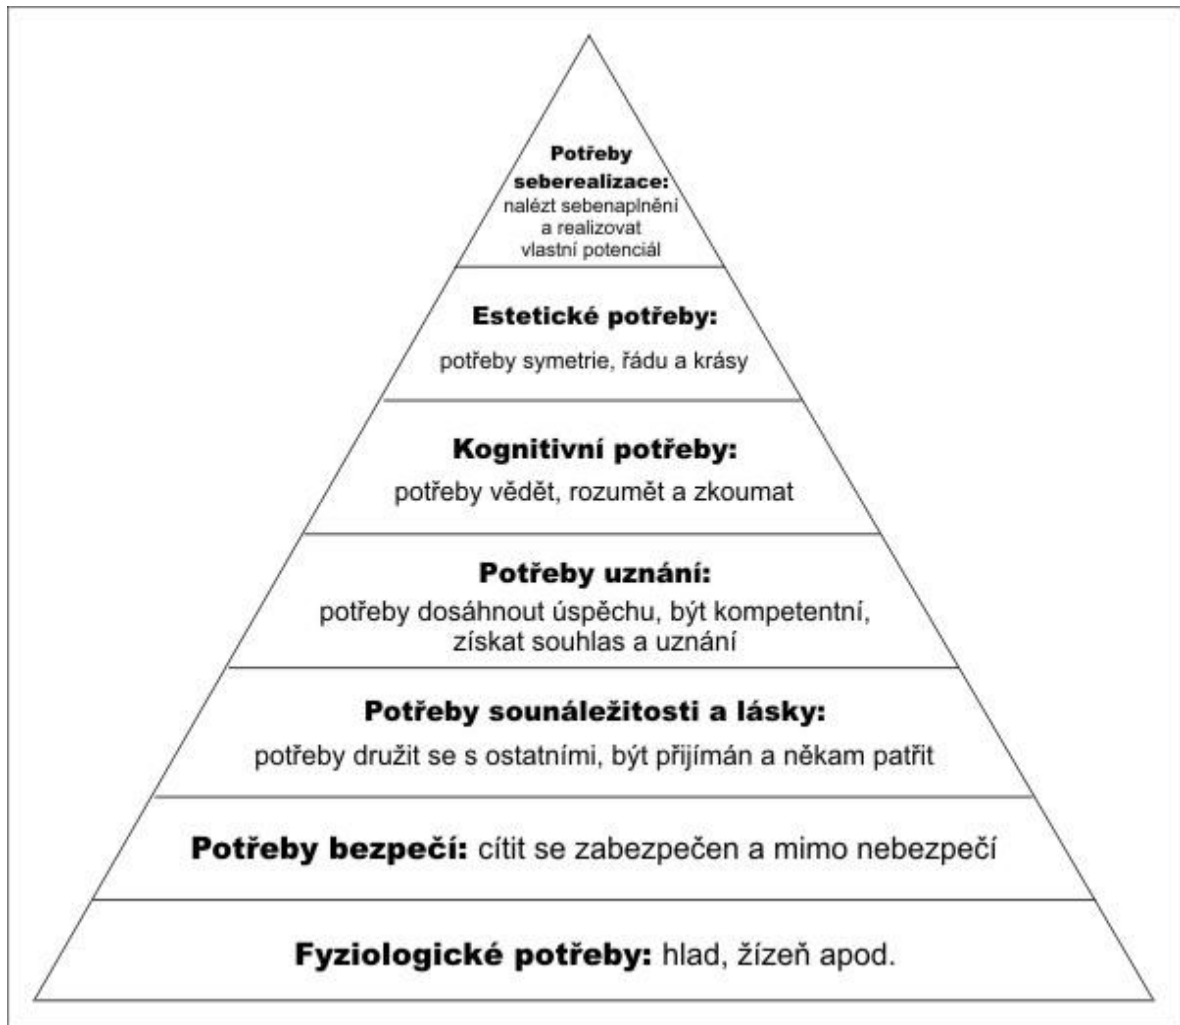 Potřeby
seberealizace:
nalézt sebenaplnění
a realizovat
vlastní potenciál
Estetické potřeby:
potřeby symetrie, řádu a krásy
Kognitivní potřeby:
potřeby vědět, rozumět a zkoumat
Potřeby uznání:
potřeby dosáhnout úspěchu, být kompetentní,
získat souhlas a uznání
Potřeby sounáležitosti a lásky:
potřeby družit se s ostatními, být přijímán a někam patřit
Potřeby bezpečí: cítit se zabezpečen a mimo nebezpečí
Fyziologické potřeby: hlad, žízeň apod.